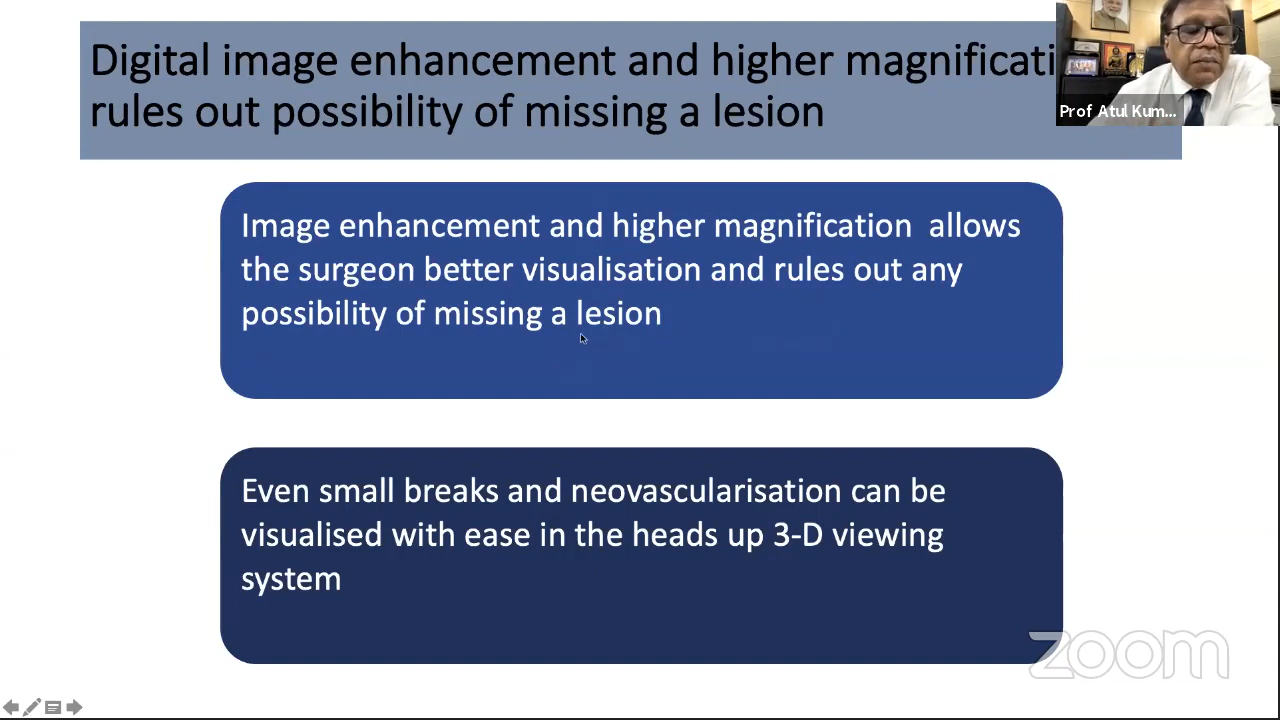 Digital image enhancement and higher magnificati
rules out possibility of missing a lesion
Prof Atul Kum...
Image enhancement and higher magnification allows
the surgeon better visualisation and rules out any
possibility of missing a lesion
Even small breaks and neovascularisation can be
visualised with ease in the heads up 3-D viewing
system
zoom